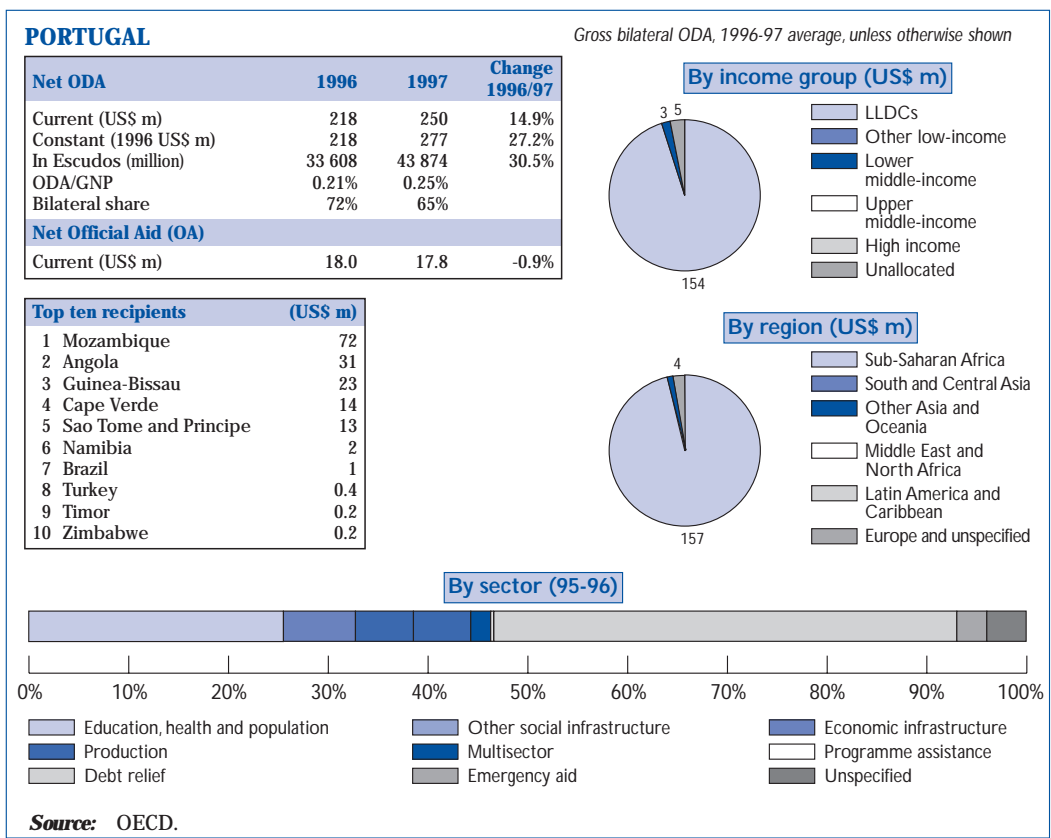 PORTUGAL
Gross bilateral ODA, 1996-97 average, unless otherwise shown
Net ODA 1996 1997 Change 1996/97
Current (US$ m) 218 250 14.9%
Constant (1996 US$ m) 218 277 27.2%
In Escudos (million) 33 608 43 874 30.5%
ODA/GNP 0.21% 0.25%
Bilateral share 72% 65%
Net Official Aid (OA)
Current (US$ m) 18.0 17.8 -0.9%
Top ten recipients (US$ m)
1 Mozambique 72
2 Angola 31
3 Guinea-Bissau 23
4 Cape Verde 14
5 Sao Tome and Principe 13
6 Namibia 2
7 Brazil 1
8 Turkey 0.4
9 Timor 0.2
10 Zimbabwe 0.2
By income group (US$ m)
3 5
154
LLDCs
Other low-income
Lower
middle-income
Upper
middle-income
High income
Unallocated
By region (US$ m)
4
157
Sub-Saharan Africa
South and Central Asia
Other Asia and
Oceania
Middle East and
North Africa
Latin America and
Caribbean
Europe and unspecified
By sector (95-96)
0% 10% 20% 30% 40% 50% 60% 70% 80% 90% 100%
Education, health and population Other social infrastructure Economic infrastructure
Production Multisector Programme assistance
Debt relief Emergency aid Unspecified
Source: OECD.